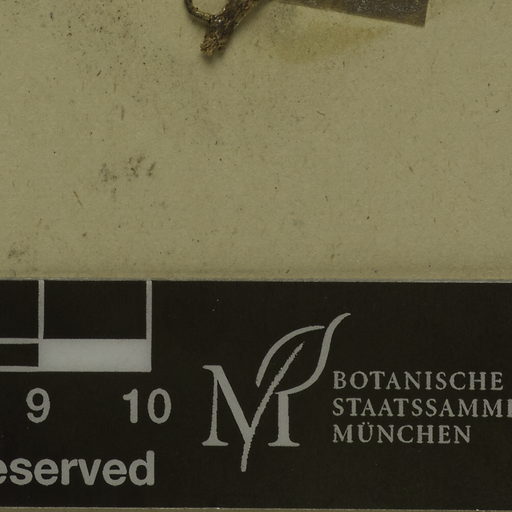 9 10
eserved
M
BOTANISCHE
STAATSSAMM
MÜNCHEN